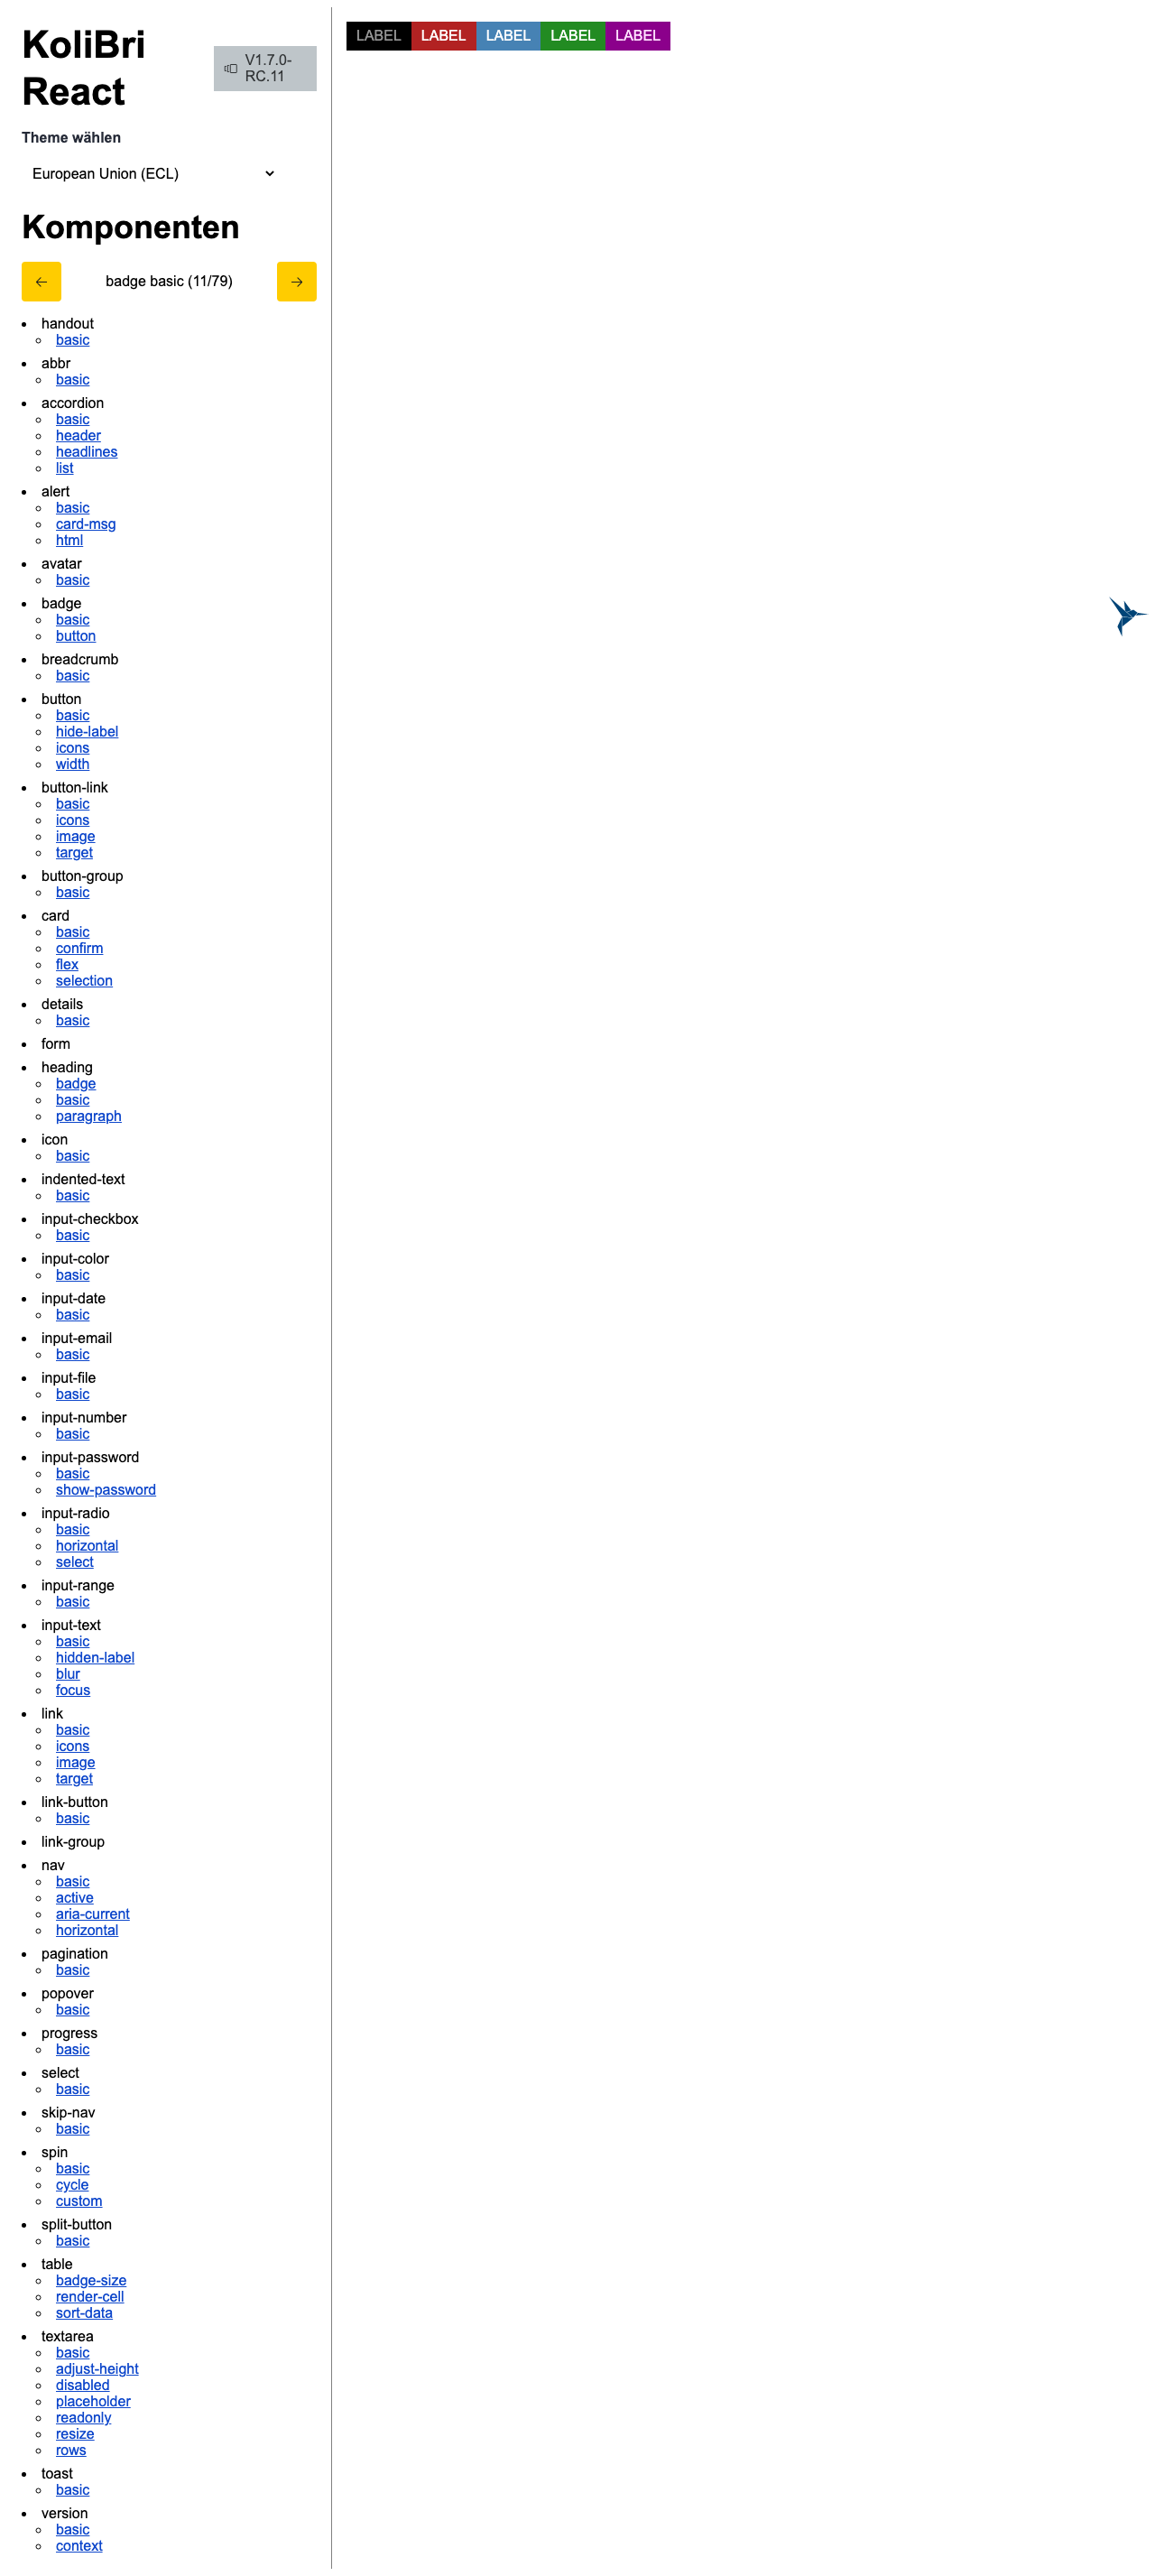 KoliBri
React
V1.7.0-
RC.11
Theme wählen
European Union (ECL)
Komponenten
badge basic (11/79)
handout
basic
abbr
basic
accordion
basic
header
headlines
list
alert
basic
card-msg
html
avatar
basic
badge
basic
button
breadcrumb
basic
button
basic
hide-label
icons
width
button-link
basic
icons
image
target
button-group
basic
card
basic
confirm
flex
selection
details
basic
form
heading
badge
basic
paragraph
icon
basic
indented-text
basic
input-checkbox
basic
input-color
basic
input-date
basic
input-email
basic
input-file
basic
input-number
basic
input-password
basic
show-password
input-radio
basic
horizontal
select
input-range
basic
input-text
basic
hidden-label
blur
focus
link
basic
icons
image
target
link-button
basic
link-group
nav
basic
active
aria-current
horizontal
pagination
basic
popover
basic
progress
basic
select
basic
skip-nav
basic
spin
basic
cycle
custom
split-button
basic
table
badge-size
render-cell
sort-data
textarea
basic
adjust-height
disabled
placeholder
readonly
resize
rows
toast
basic
version
basic
context
LABEL LABEL LABEL LABEL LABEL